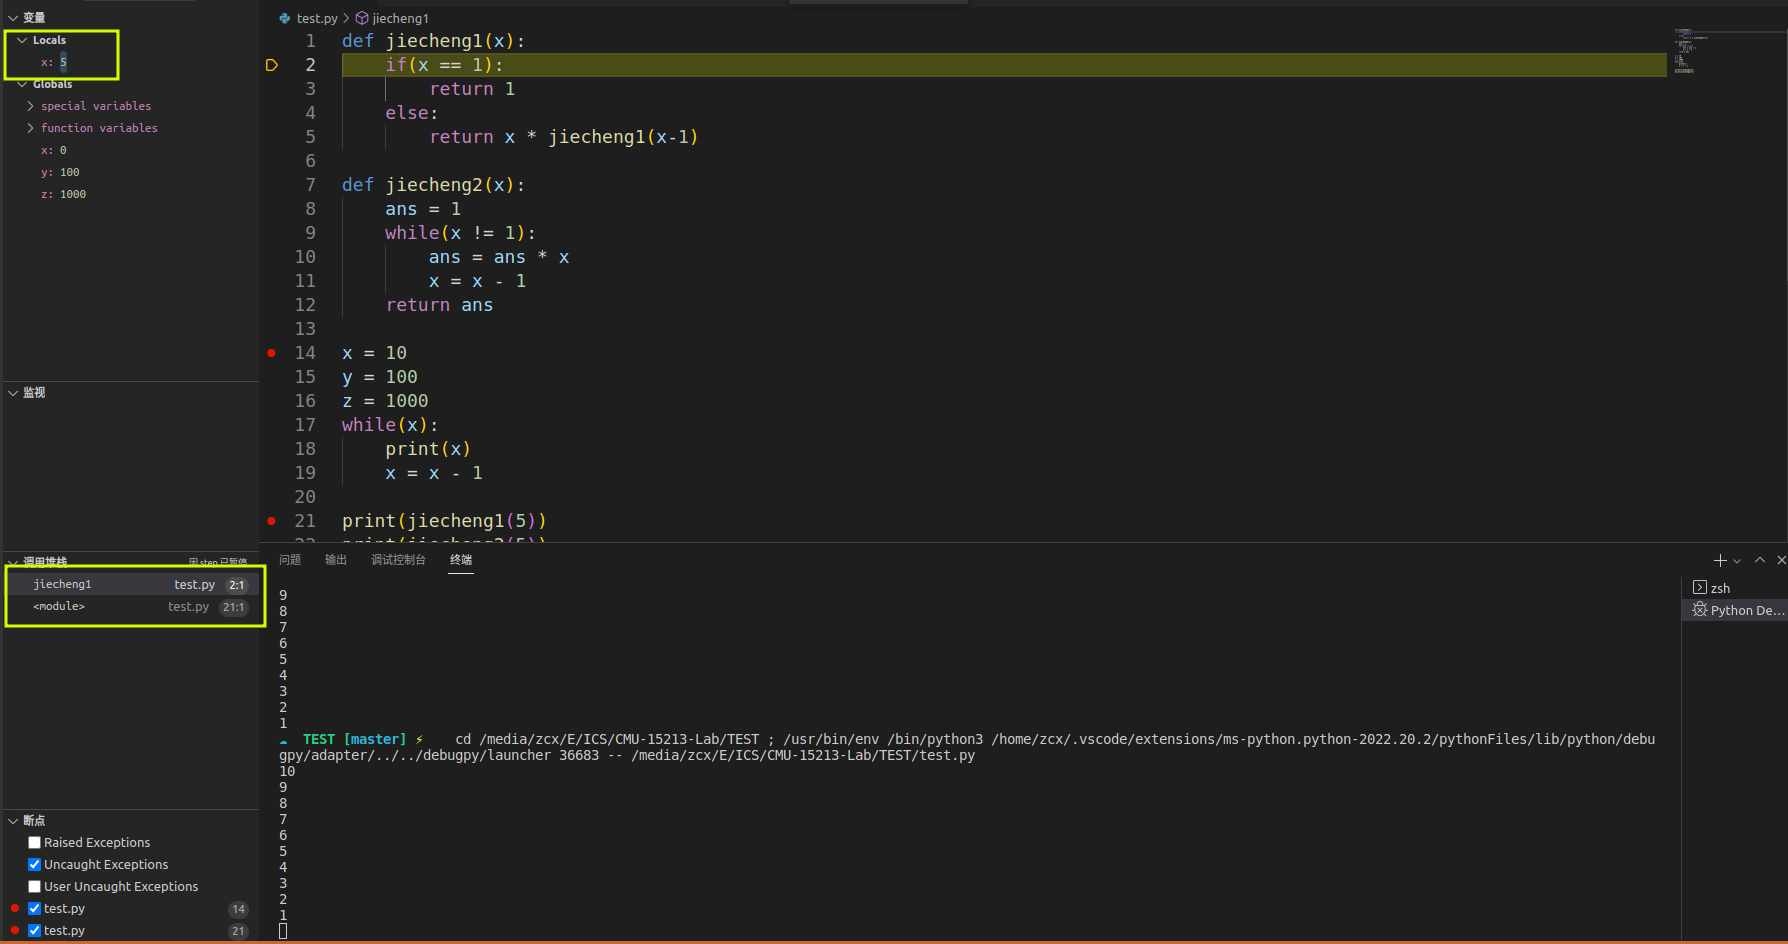 变量
Locals
x: 5
Globals
special variables
function variables
x: 0
y: 100
z: 1000
监视
调用堆栈 因 step 已暂停
jiecheng1 test.py 2:1
<module> test.py 21:1
断点
Raised Exceptions
Uncaught Exceptions
User Uncaught Exceptions
test.py 14
test.py 21
test.py > jiecheng1
1 def jiecheng1(x):
2 if(x == 1):
3 return 1
4 else:
5 return x * jiecheng1(x-1)
6
7 def jiecheng2(x):
8 ans = 1
9 while(x != 1):
10 ans = ans * x
11 x = x - 1
12 return ans
13
14 x = 10
15 y = 100
16 z = 1000
17 while(x):
18 print(x)
19 x = x - 1
20
21 print(jiecheng1(5))
22 print(jiecheng2(5))
问题 输出 调试控制台 终端
9
8
7
6
5
4
3
2
1
TEST [master] ⚡ cd /media/zcx/E/ICS/CMU-15213-Lab/TEST ; /usr/bin/env /bin/python3 /home/zcx/.vscode/extensions/ms-python.python-2022.20.2/pythonFiles/lib/python/debu
gpy/adapter/../../debugpy/launcher 36683 -- /media/zcx/E/ICS/CMU-15213-Lab/TEST/test.py
10
9
8
7
6
5
4
3
2
1
zsh
Python De...